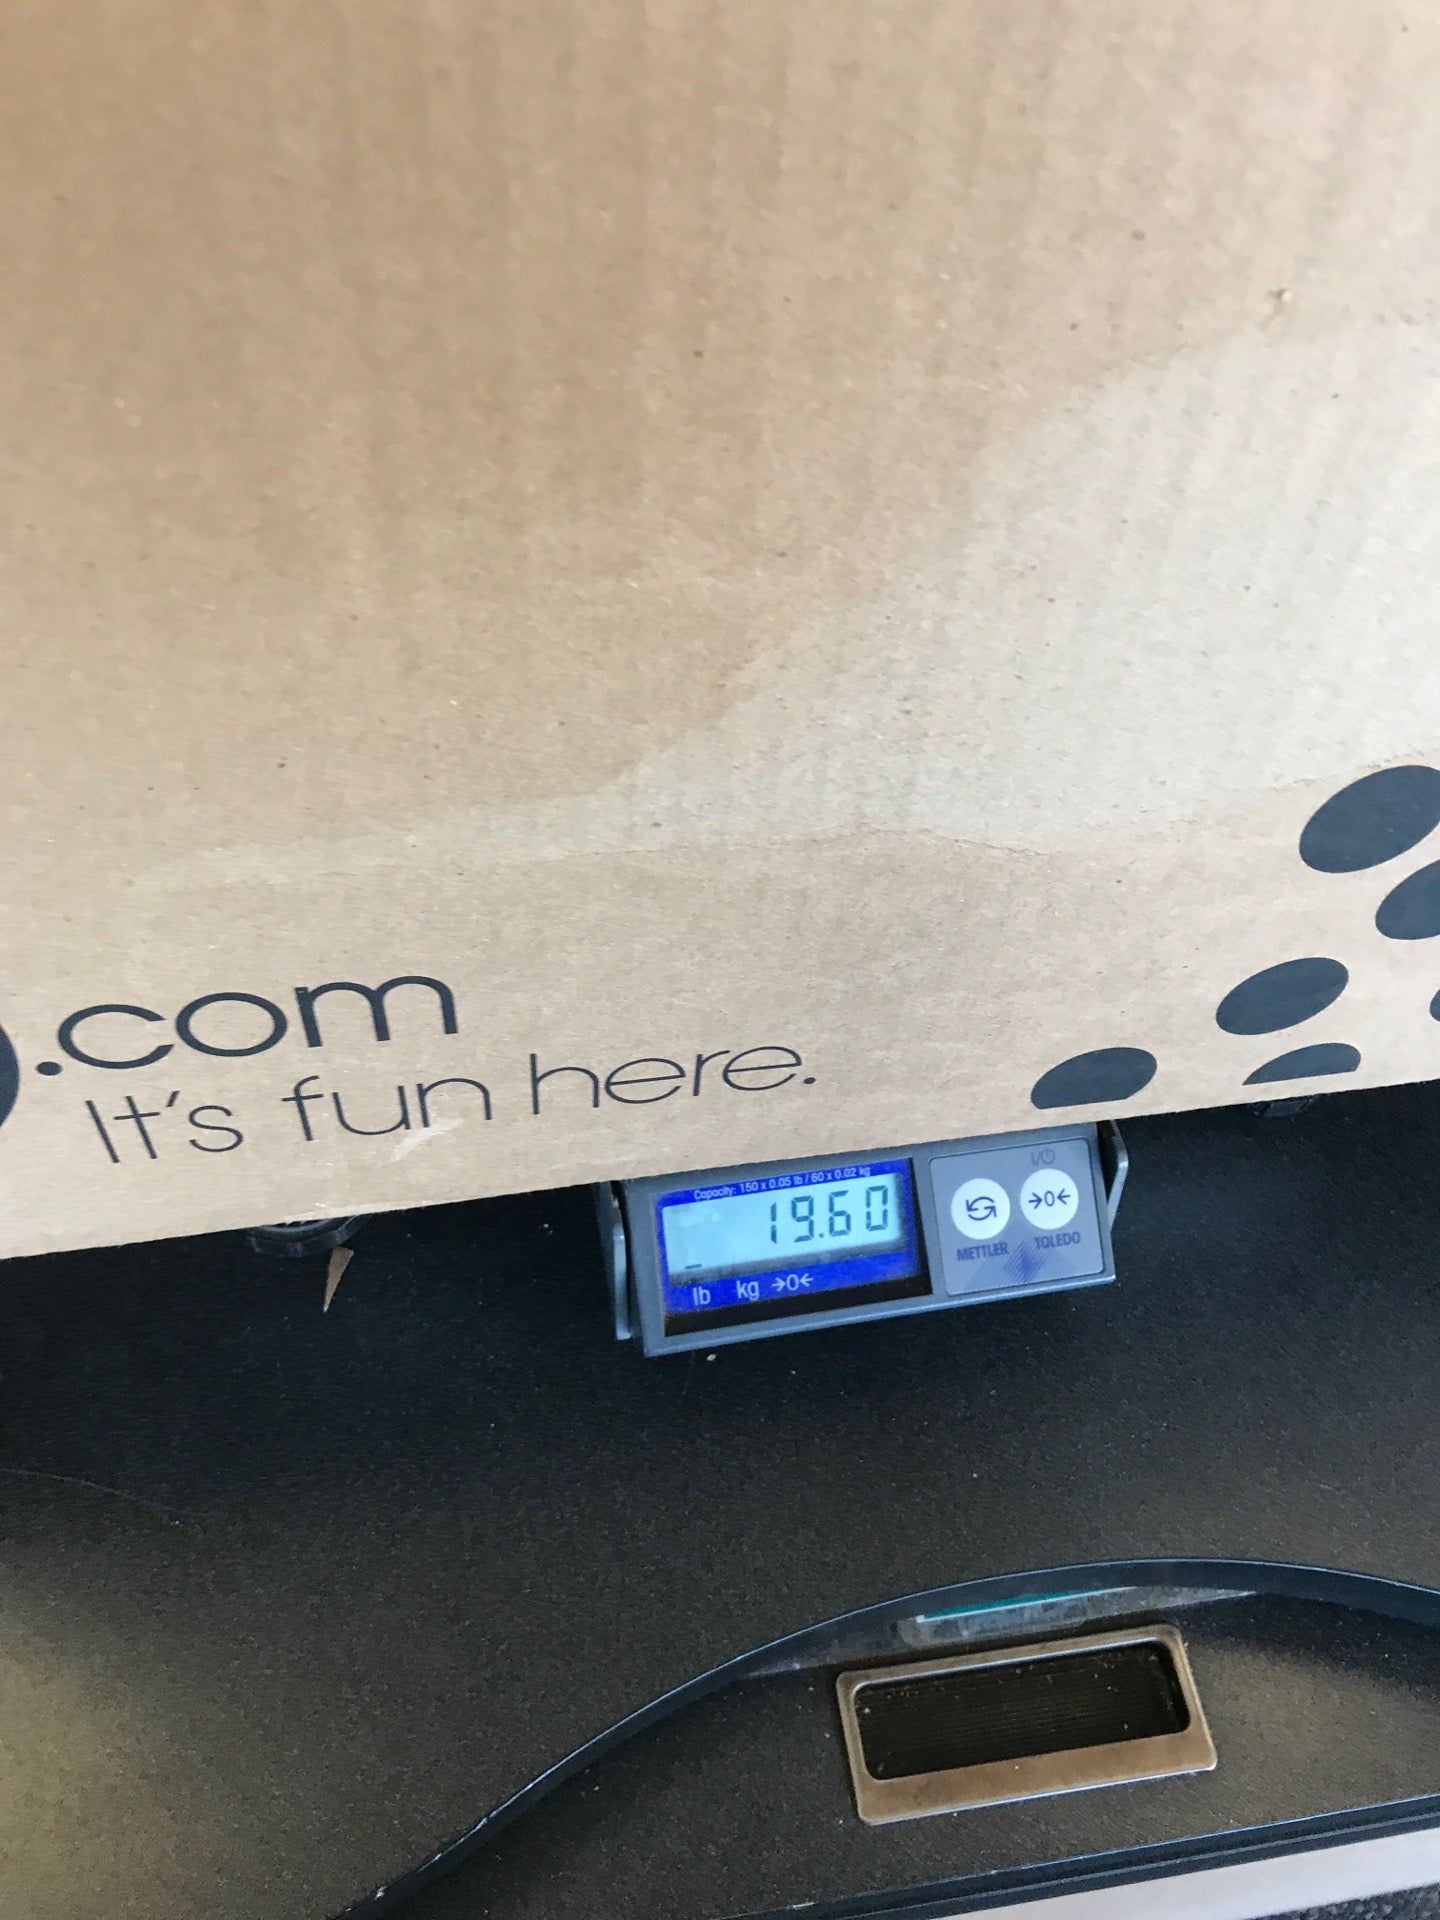 .com
It's fun here.
Capacity: 150 x 0.05 lb / 60 x 0.02 kg
19.60
lb kg →0←
I/⏻
→0←
METTLER TOLEDO